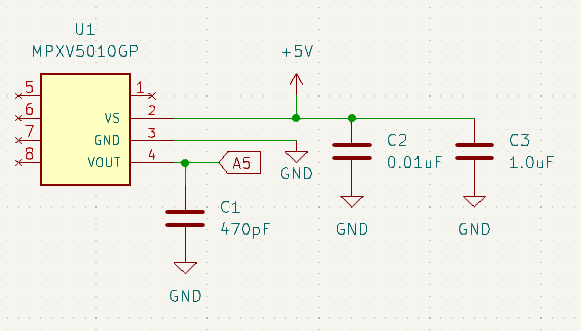 U1
MPXV5010GP
+5V
5
1
6
VS
2
7
GND
3
8
VOUT
4
A5
GND
C2
0.01uF
C3
1.0uF
C1
470pF
GND
GND
GND